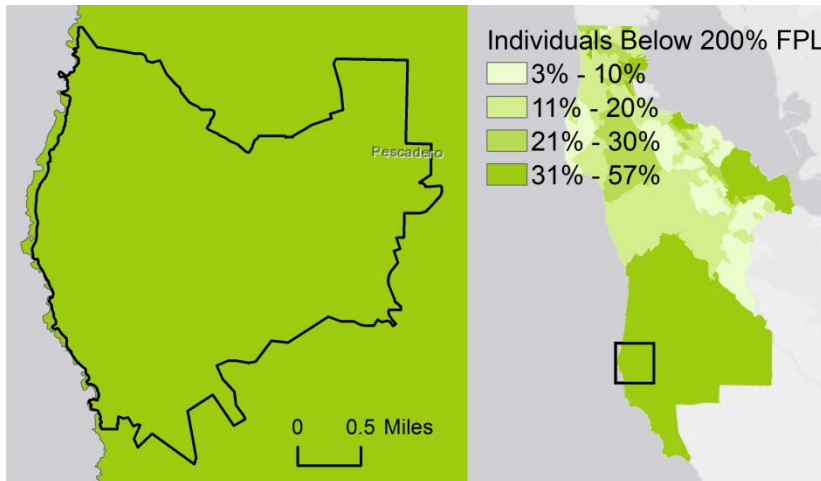 Pescadero
0 0.5 Miles
Individuals Below 200% FPL
3% - 10%
11% - 20%
21% - 30%
31% - 57%